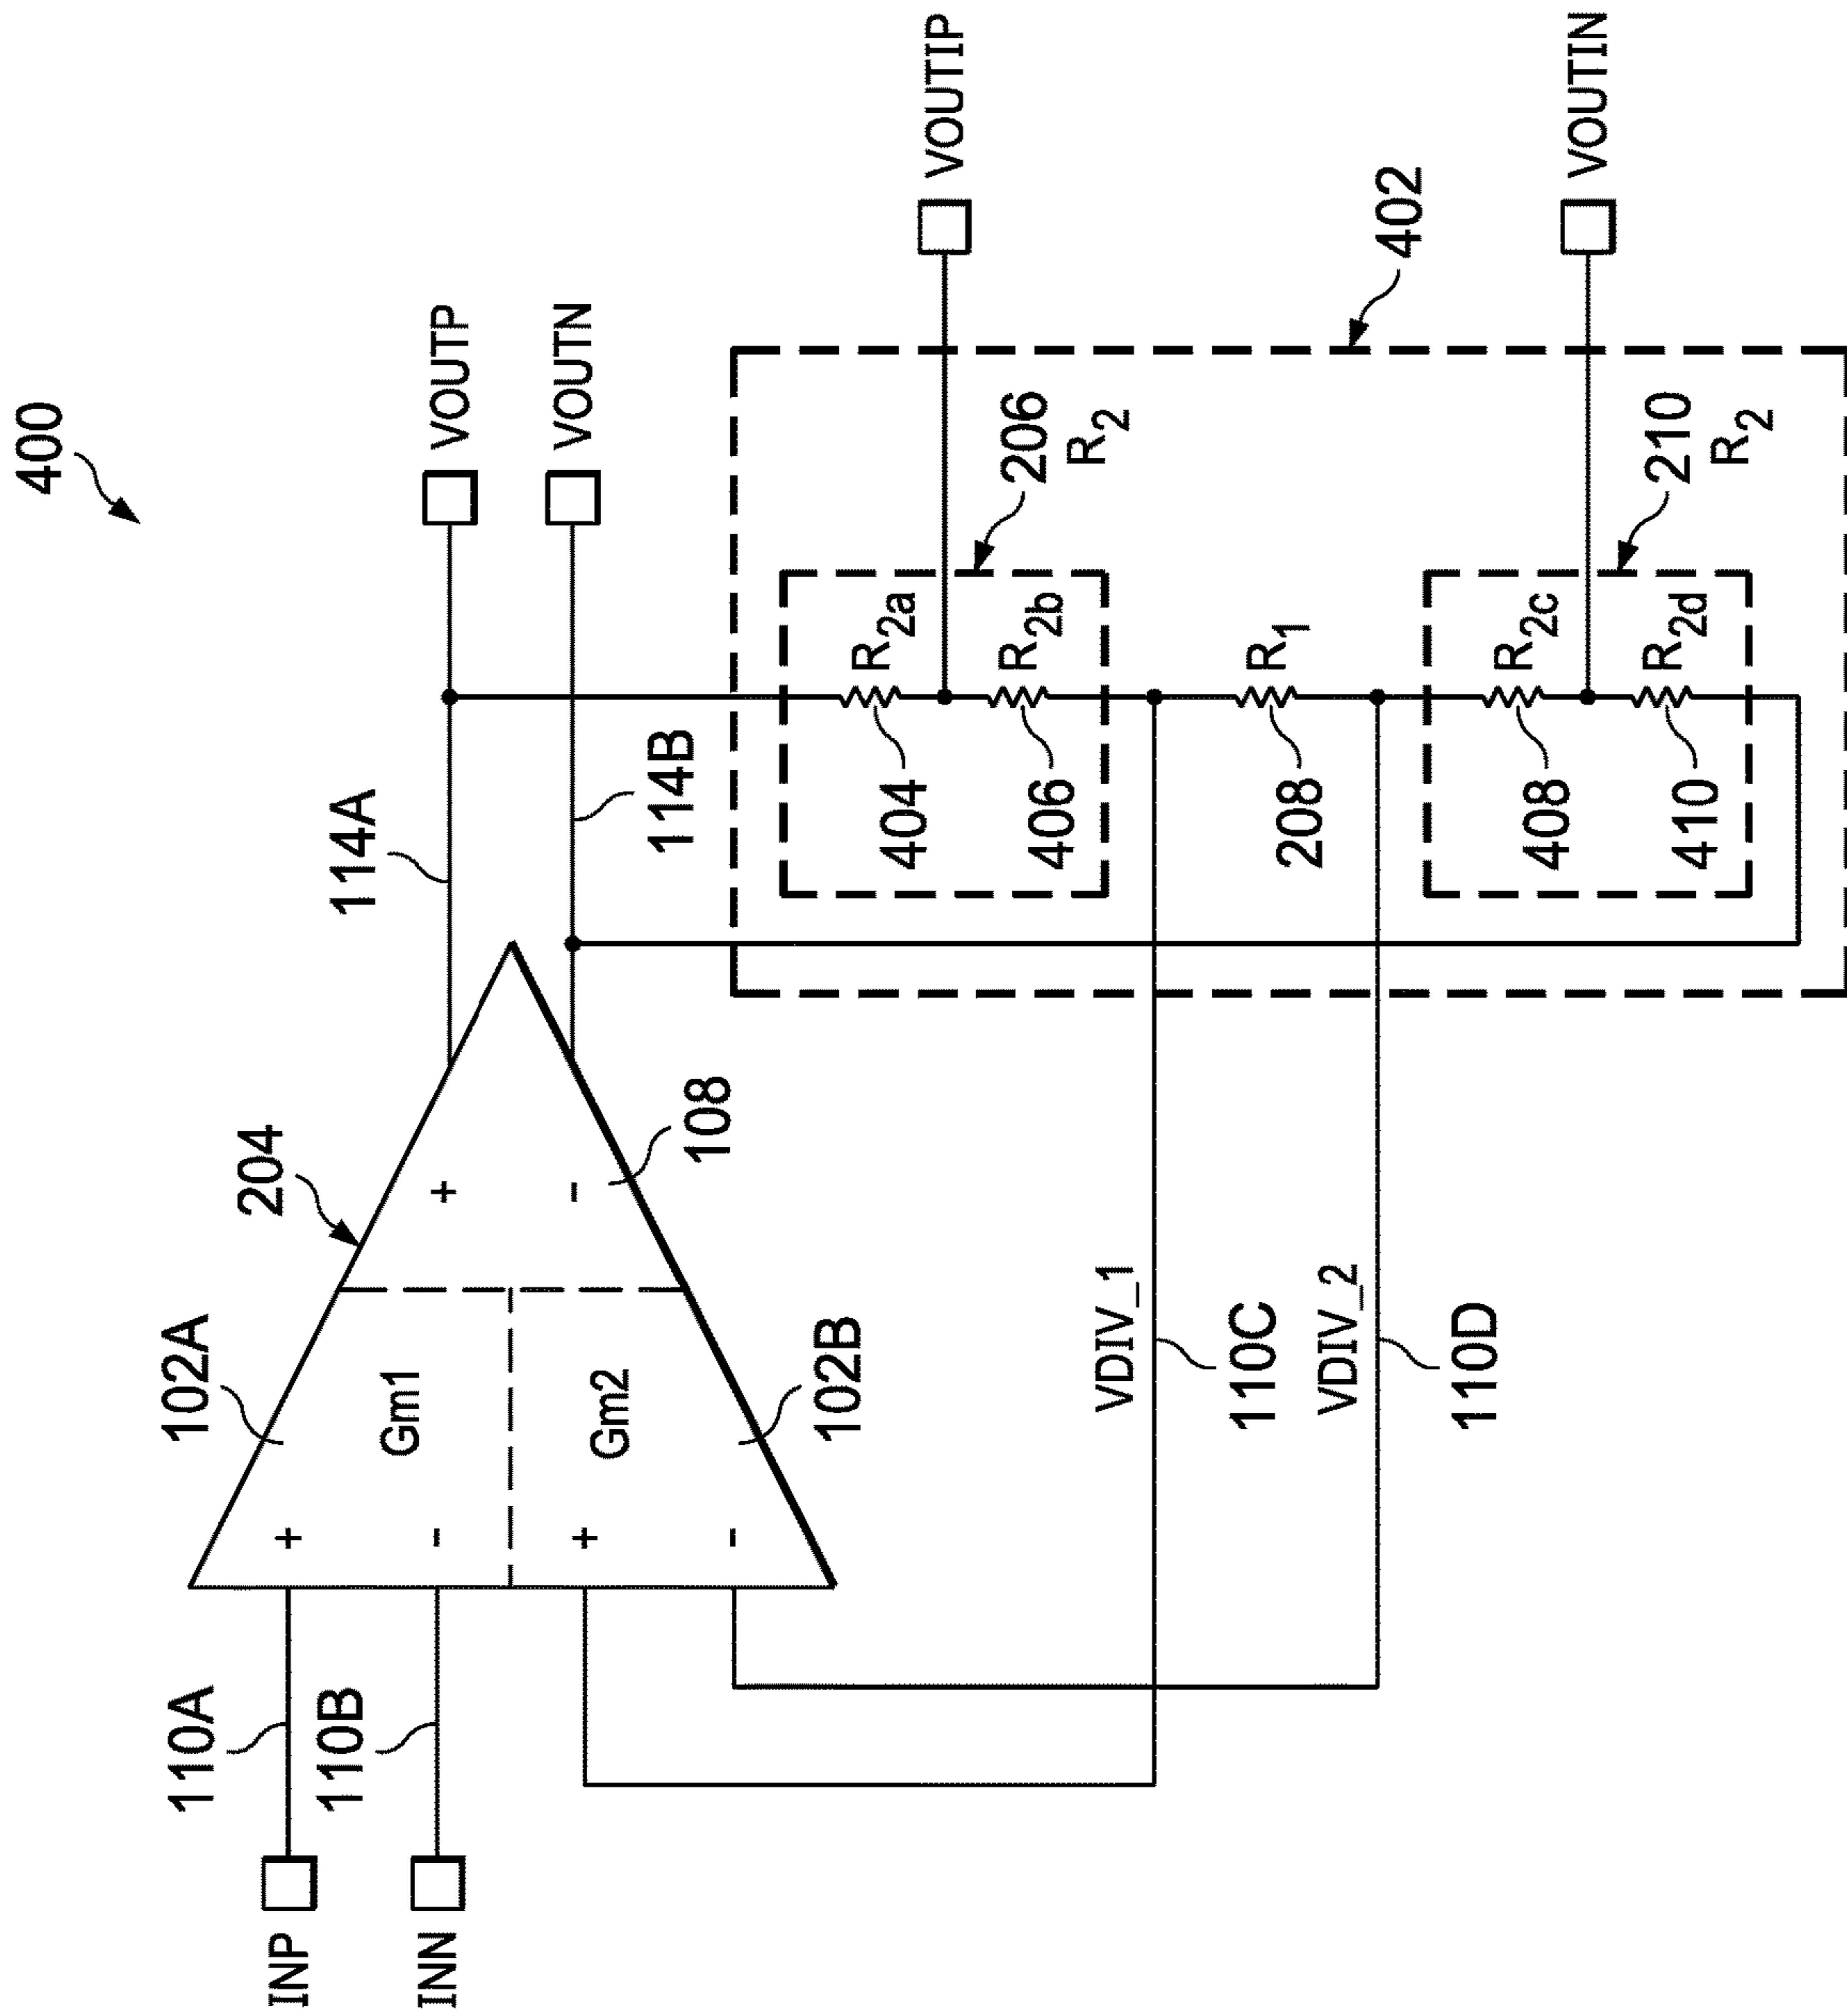 400
INP
INN
110A
110B
102A
Gm1
Gm2
102B
+
-
+
-
204
+
-
108
114A
114B
VOUTP
VOUTN
VDIV_1
110C
VDIV_2
110D
402
206
R2
R2a
404
R2b
406
R1
208
210
R2
R2c
408
R2d
410
VOUTIP
VOUTIN